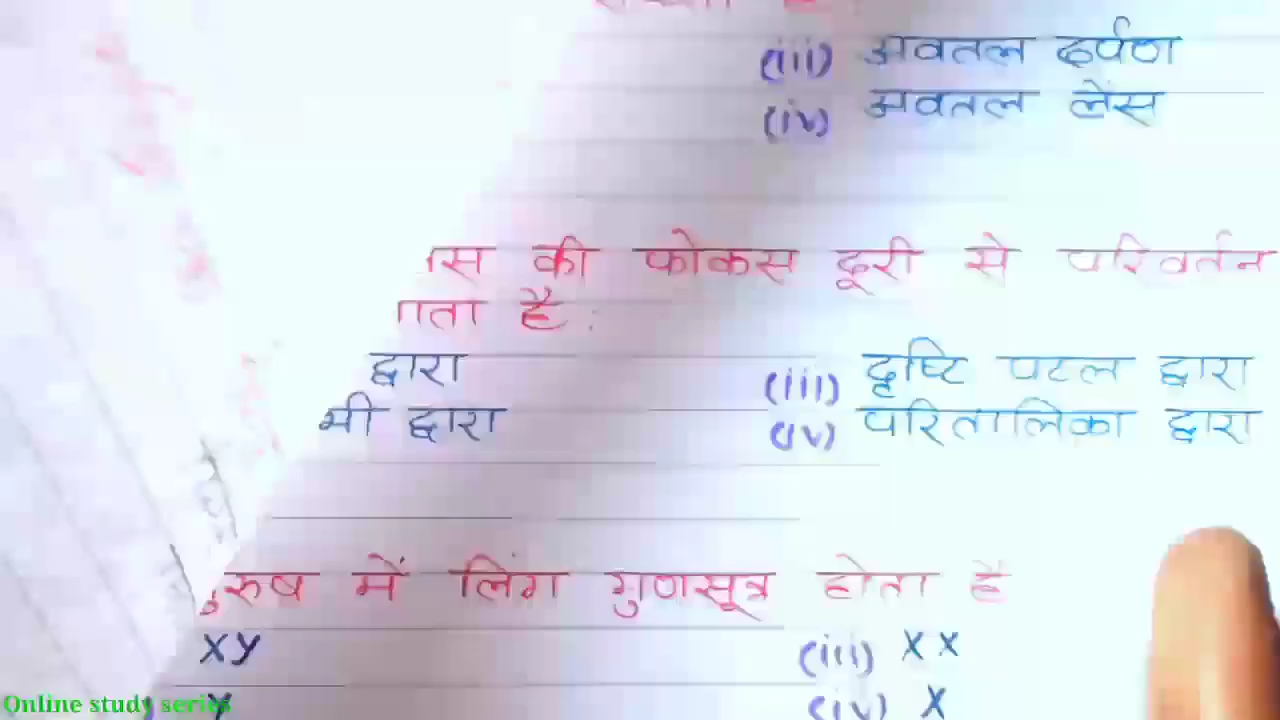 (iii) अवतल दर्पण
(iv) अवतल लेंस
की फोकस दूरी से परिवर्तन
है:
द्वारा (iii) दृष्टि पटल द्वारा
द्वारा (iv) परितालिका द्वारा
में लिंग गुणसूत्र होता है
XY (iii) X X
Y (iv) X
Online study series